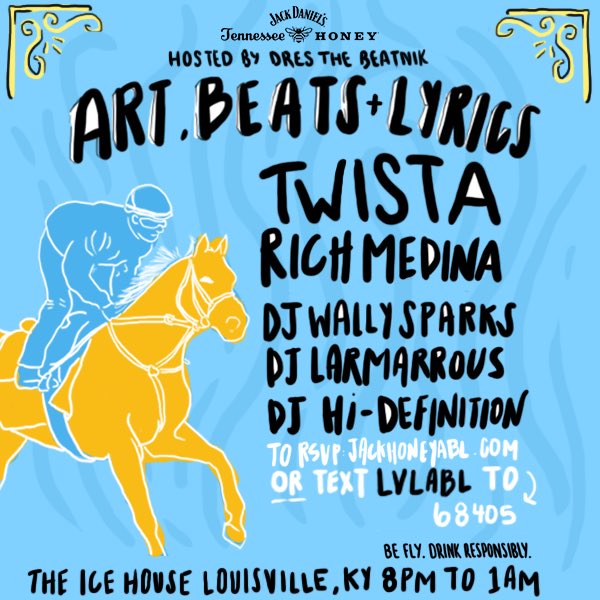 JACK DANIEL'S
Tennessee HONEY
HOSTED BY DRES THE BEATNIK
ART, BEATS + LYRICS
TWISTA
RICH MEDINA
DJ WALLY SPARKS
DJ LARMARROUS
DJ Hi-DEFINITION
TO RSVP: JACKHONEYABL.COM
OR TEXT LVLABL TO
68405
BE FLY. DRINK RESPONSIBLY.
THE ICE HOUSE LOUISVILLE, KY 8PM TO 1AM